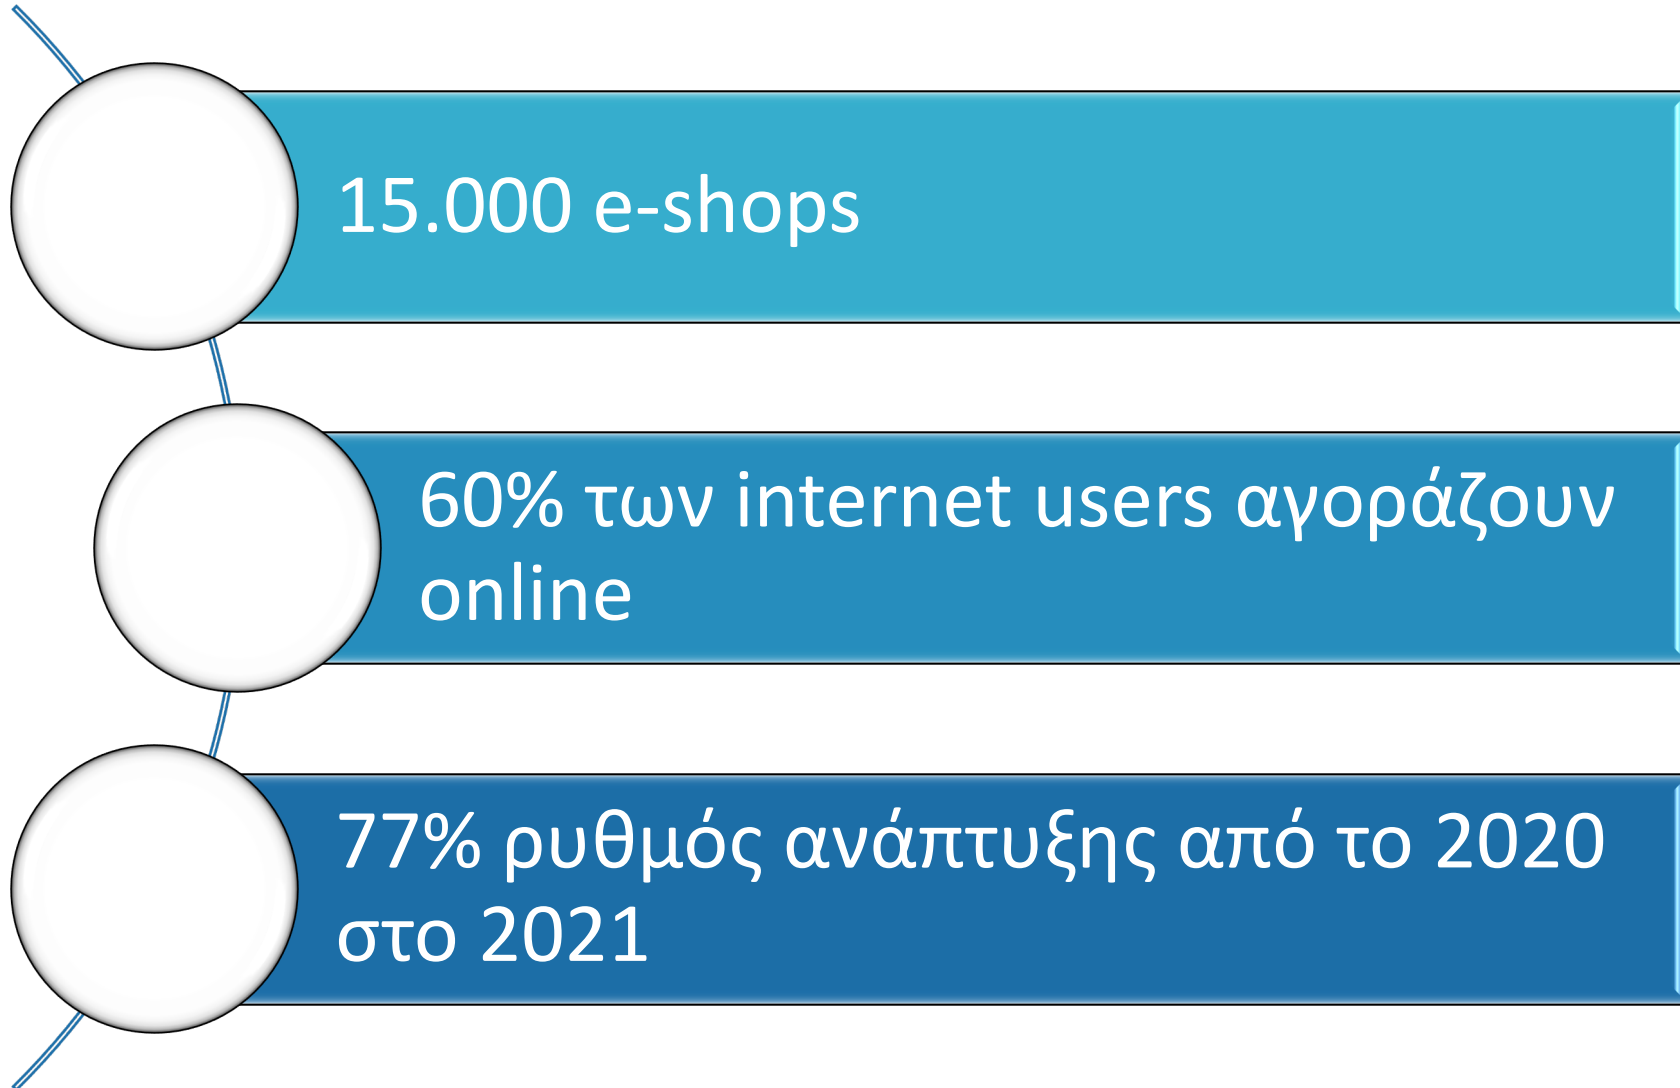 15.000 e-shops
60% των internet users αγοράζουν
online
77% ρυθμός ανάπτυξης από το 2020
στο 2021